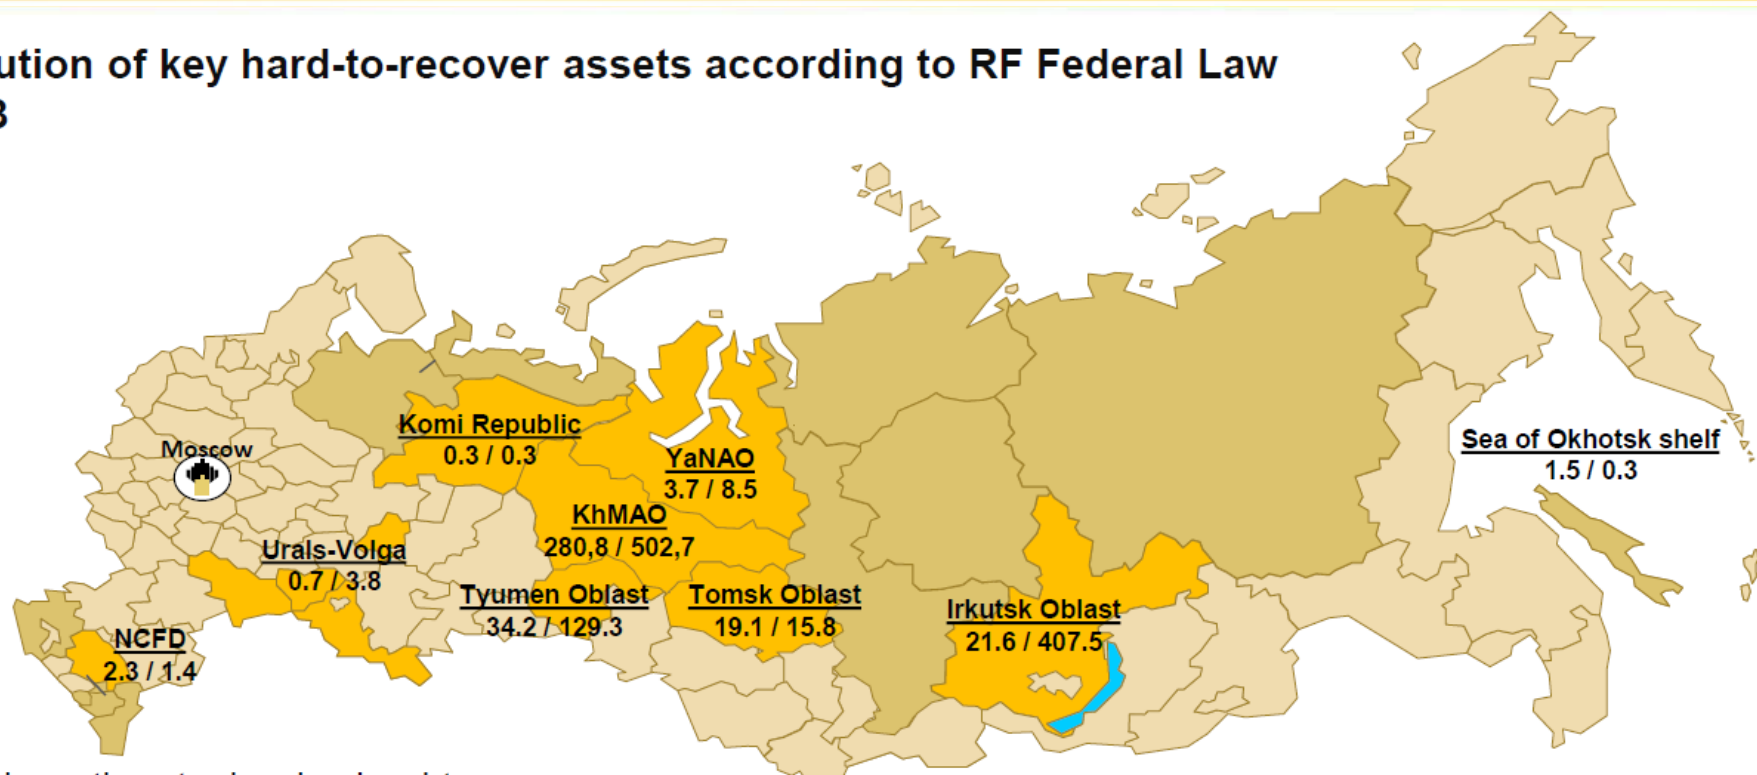 ution of key hard-to-recover assets according to RF Federal Law
3
Komi Republic
0.3 / 0.3
Moscow
YaNAO
3.7 / 8.5
Sea of Okhotsk shelf
1.5 / 0.3
KhMAO
280,8 / 502,7
Urals-Volga
0.7 / 3.8
Tyumen Oblast
34.2 / 129.3
Tomsk Oblast
19.1 / 15.8
Irkutsk Oblast
21.6 / 407.5
NCFD
2.3 / 1.4